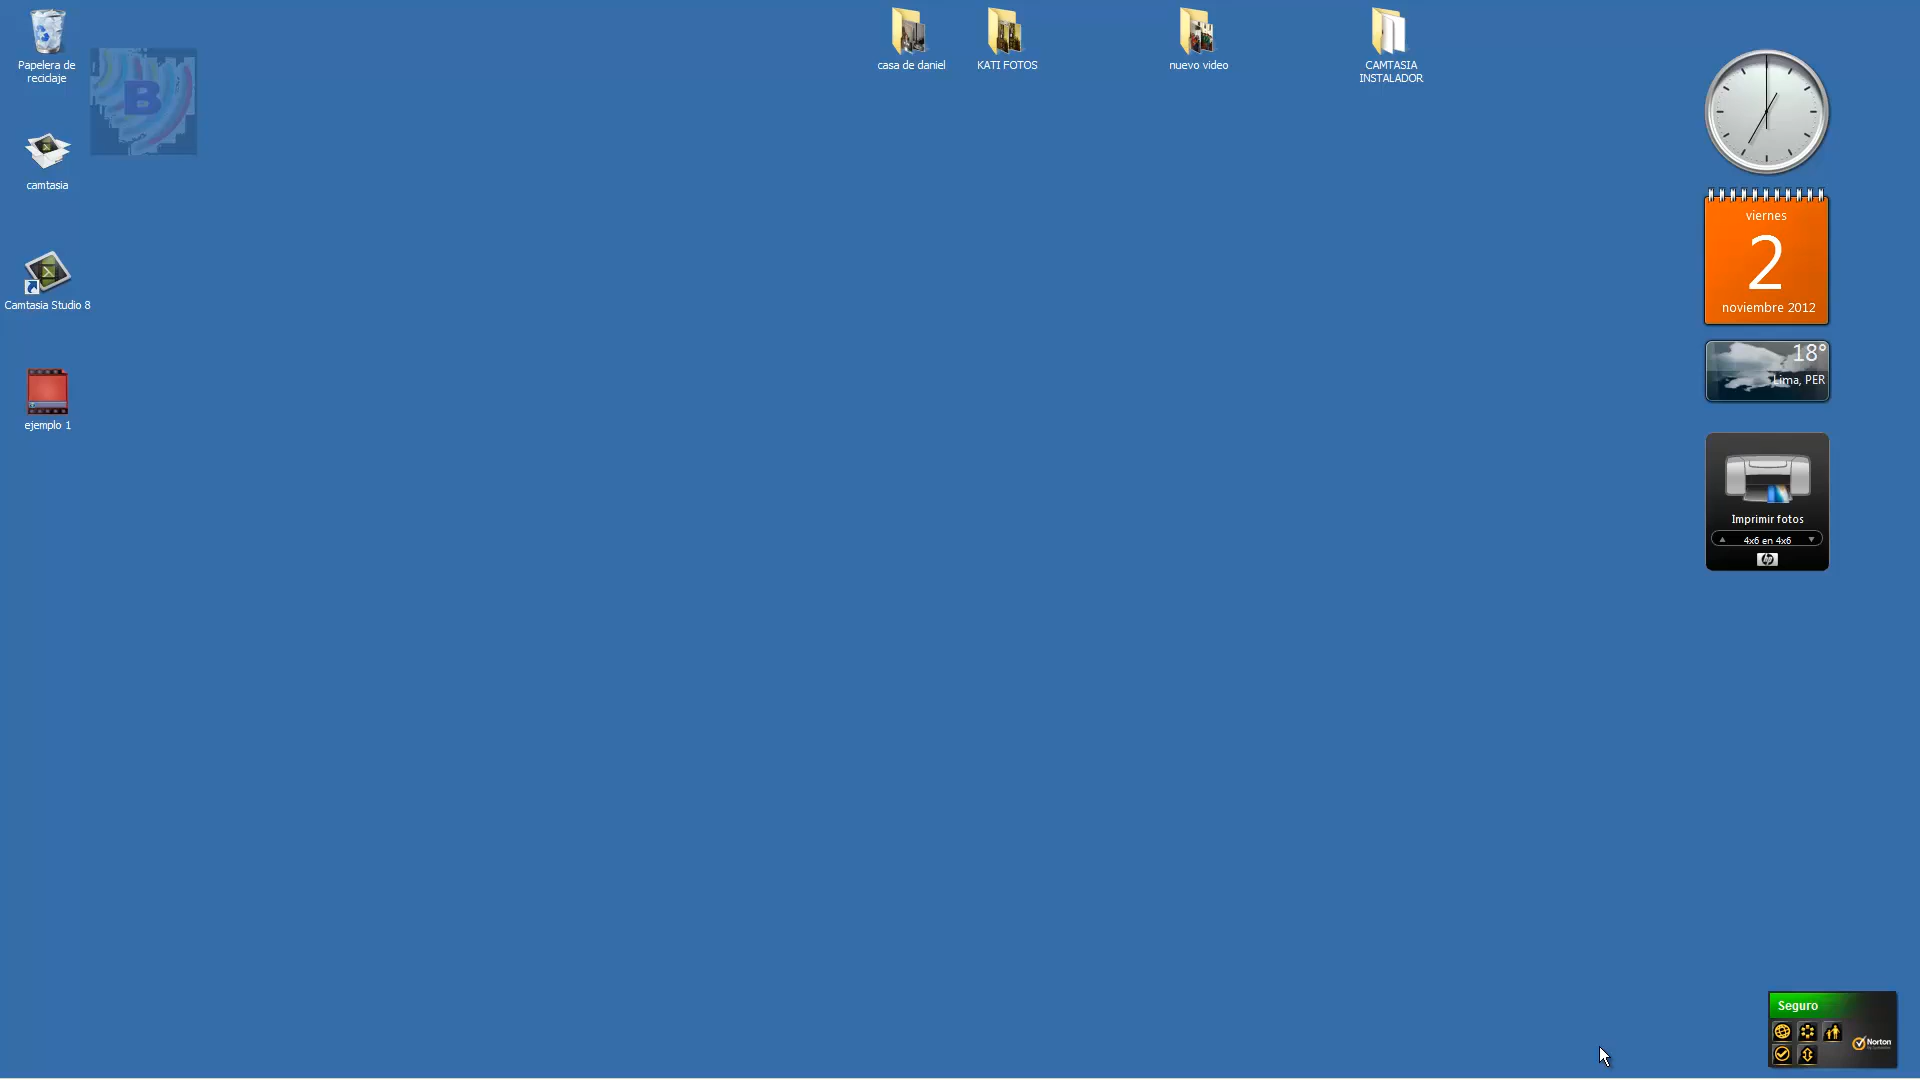 Papelera de
reciclaje
casa de daniel
KATI FOTOS
nuevo video
CAMTASIA
INSTALADOR
B
camtasia
Camtasia Studio 8
ejemplo 1
viernes
2
noviembre 2012
18°
Lima, PER
Imprimir fotos
4x6 en 4x6
hp
Seguro
Norton